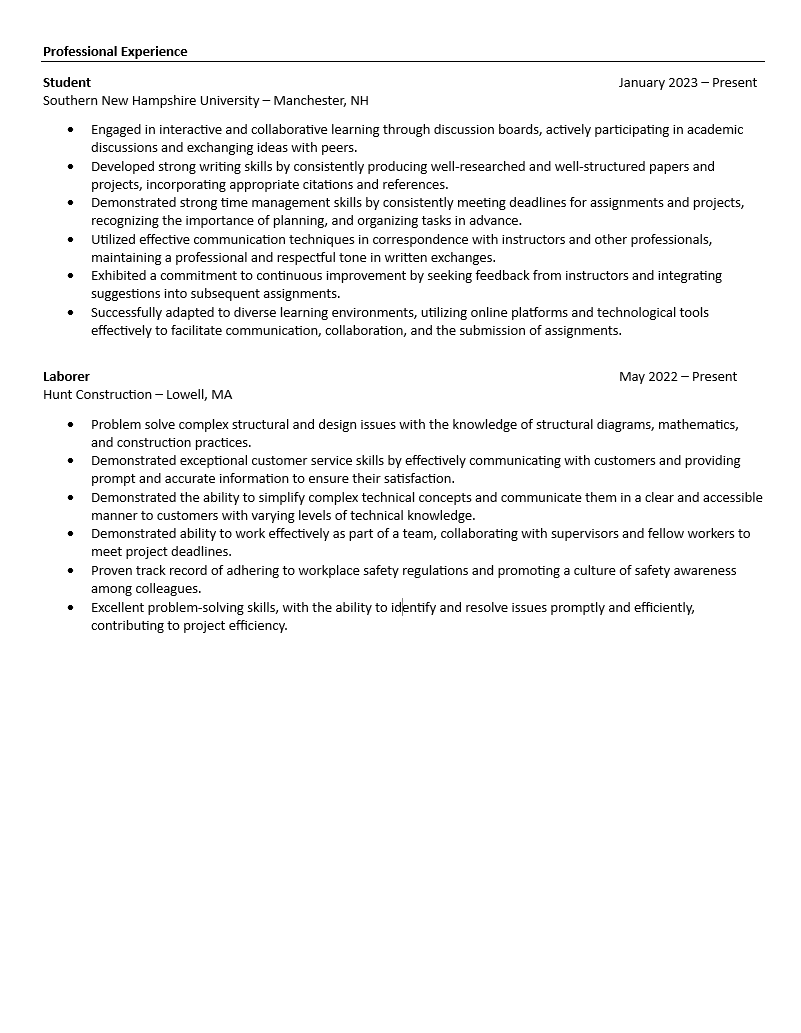 Professional Experience
Student January 2023 – Present
Southern New Hampshire University – Manchester, NH
• Engaged in interactive and collaborative learning through discussion boards, actively participating in academic
discussions and exchanging ideas with peers.
• Developed strong writing skills by consistently producing well-researched and well-structured papers and
projects, incorporating appropriate citations and references.
• Demonstrated strong time management skills by consistently meeting deadlines for assignments and projects,
recognizing the importance of planning, and organizing tasks in advance.
• Utilized effective communication techniques in correspondence with instructors and other professionals,
maintaining a professional and respectful tone in written exchanges.
• Exhibited a commitment to continuous improvement by seeking feedback from instructors and integrating
suggestions into subsequent assignments.
• Successfully adapted to diverse learning environments, utilizing online platforms and technological tools
effectively to facilitate communication, collaboration, and the submission of assignments.
Laborer May 2022 – Present
Hunt Construction – Lowell, MA
• Problem solve complex structural and design issues with the knowledge of structural diagrams, mathematics,
and construction practices.
• Demonstrated exceptional customer service skills by effectively communicating with customers and providing
prompt and accurate information to ensure their satisfaction.
• Demonstrated the ability to simplify complex technical concepts and communicate them in a clear and accessible
manner to customers with varying levels of technical knowledge.
• Demonstrated ability to work effectively as part of a team, collaborating with supervisors and fellow workers to
meet project deadlines.
• Proven track record of adhering to workplace safety regulations and promoting a culture of safety awareness
among colleagues.
• Excellent problem-solving skills, with the ability to identify and resolve issues promptly and efficiently,
contributing to project efficiency.